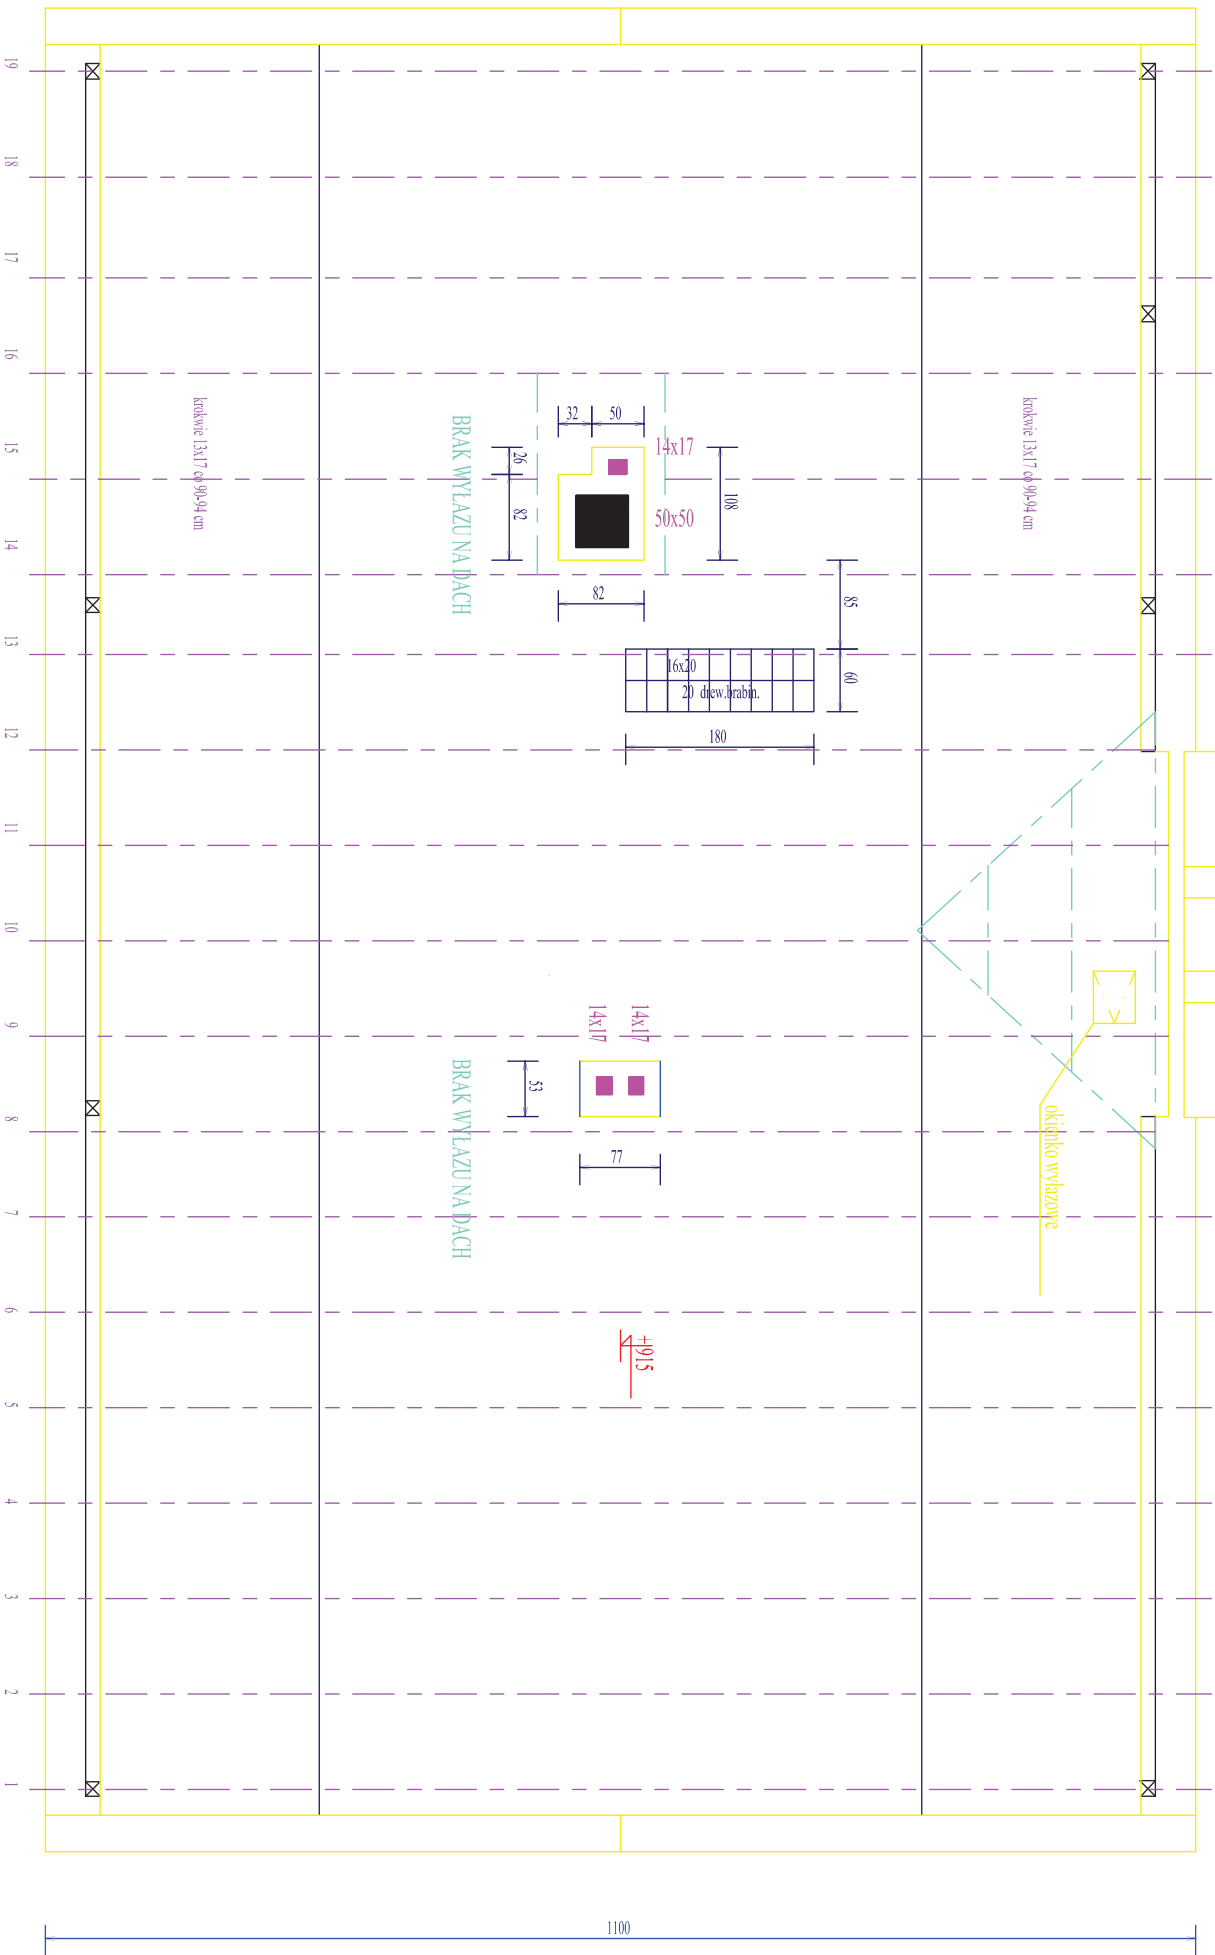 19
18
17
16
15
14
13
12
11
10
9
8
7
6
5
4
3
2
1
krokwie 13x17 co 90-94 cm
krokwie 13x17 co 90-94 cm
BRAK WYŁAZU NA DACH
32
50
26
82
14x17
50x50
108
82
85
60
16x20
20 drew.brabin.
180
14x17
14x17
BRAK WYŁAZU NA DACH
53
77
okienko wyłazowe
+915
1100